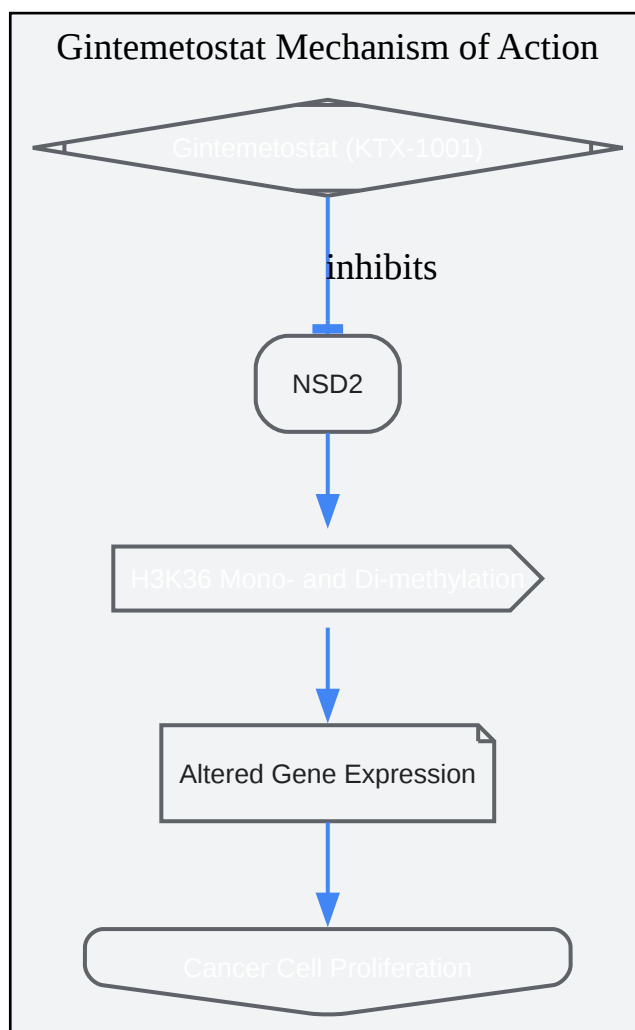 Gintemetostat Mechanism of Action
Gintemetostat (KTX-1001)
inhibits
NSD2
H3K36 Mono- and Di-methylation
Altered Gene Expression
Cancer Cell Proliferation